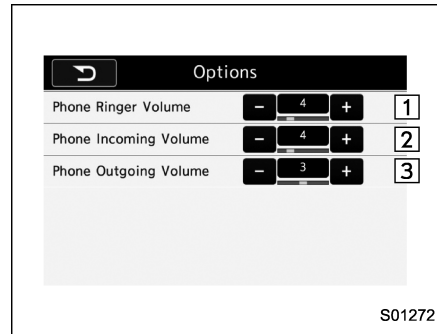 Options
Phone Ringer Volume - 4 + 1
Phone Incoming Volume - 4 + 2
Phone Outgoing Volume - 3 + 3
S01272